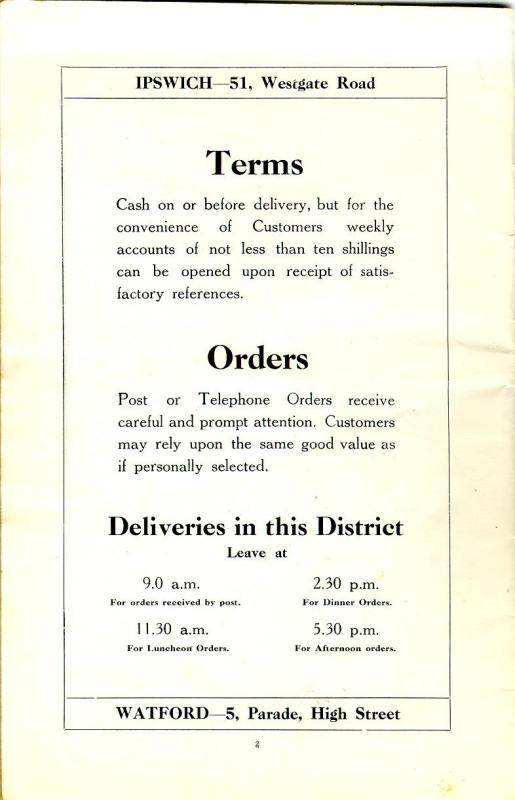 IPSWICH—51, Westgate Road
Terms
Cash on or before delivery, but for the
convenience of Customers weekly
accounts of not less than ten shillings
can be opened upon receipt of satis-
factory references.
Orders
Post or Telephone Orders receive
careful and prompt attention. Customers
may rely upon the same good value as
if personally selected.
Deliveries in this District
Leave at
9.0 a.m. 2.30 p.m.
For orders received by post. For Dinner Orders.
11.30 a.m. 5.30 p.m.
For Luncheon Orders. For Afternoon orders.
WATFORD—5, Parade, High Street